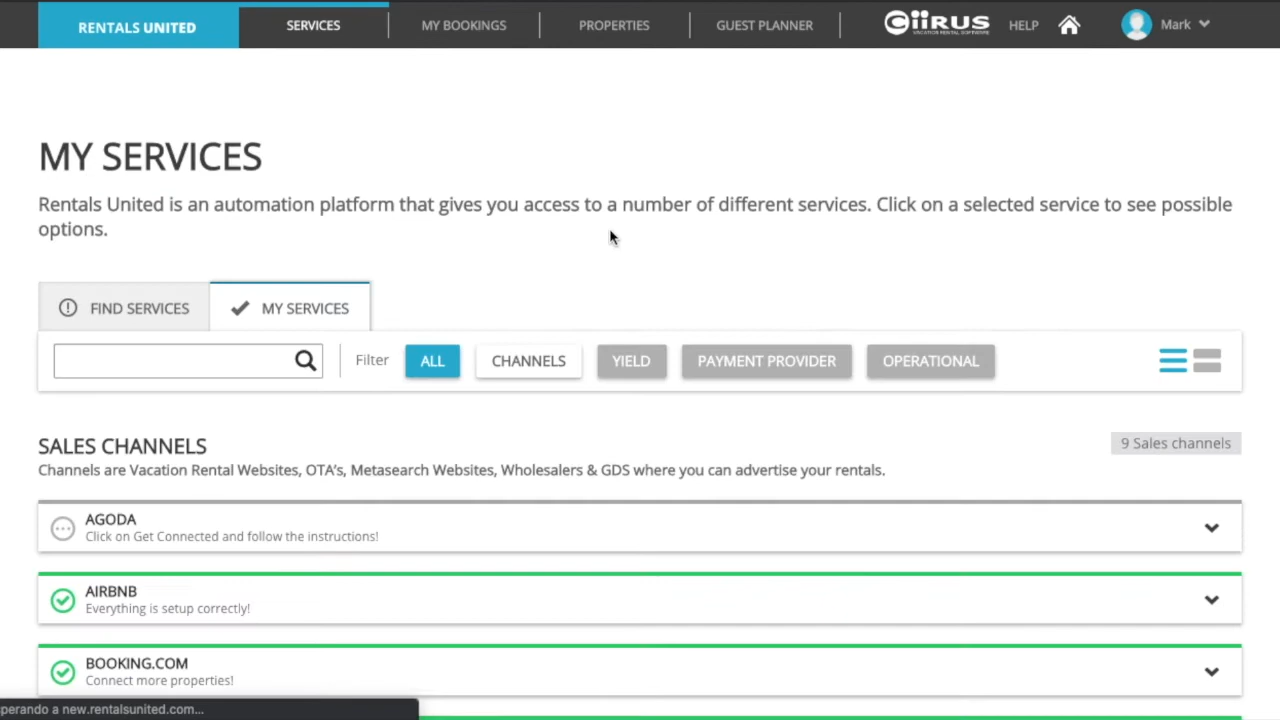 RENTALS UNITED
SERVICES
MY BOOKINGS
PROPERTIES
GUEST PLANNER
CiiRUS
VACATION RENTAL SOFTWARE
HELP
Mark
MY SERVICES
Rentals United is an automation platform that gives you access to a number of different services. Click on a selected service to see possible
options.
FIND SERVICES
MY SERVICES
Filter
ALL
CHANNELS
YIELD
PAYMENT PROVIDER
OPERATIONAL
SALES CHANNELS
9 Sales channels
Channels are Vacation Rental Websites, OTA's, Metasearch Websites, Wholesalers & GDS where you can advertise your rentals.
AGODA
Click on Get Connected and follow the instructions!
AIRBNB
Everything is setup correctly!
BOOKING.COM
Connect more properties!
perando a new.rentalsunited.com...